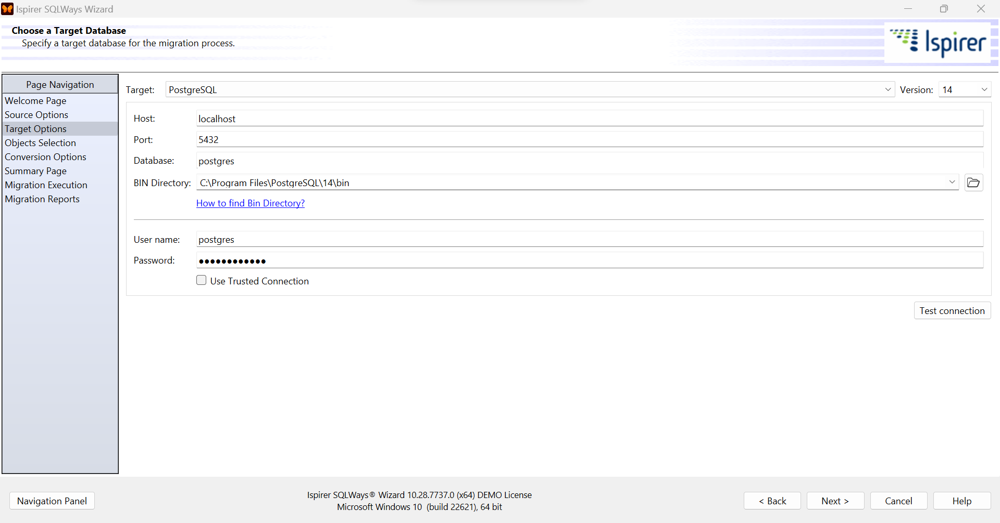 Ispirer SQLWays Wizard
Choose a Target Database
Specify a target database for the migration process.
Ispirer
Page Navigation
Welcome Page
Source Options
Target Options
Objects Selection
Conversion Options
Summary Page
Migration Execution
Migration Reports
Target: PostgreSQL Version: 14
Host: localhost
Port: 5432
Database: postgres
BIN Directory: C:\Program Files\PostgreSQL\14\bin
How to find Bin Directory?
User name: postgres
Password: ●●●●●●●●●●●●
Use Trusted Connection
Test connection
Navigation Panel
Ispirer SQLWays® Wizard 10.28.7737.0 (x64) DEMO License
Microsoft Windows 10 (build 22621), 64 bit
< Back Next > Cancel Help